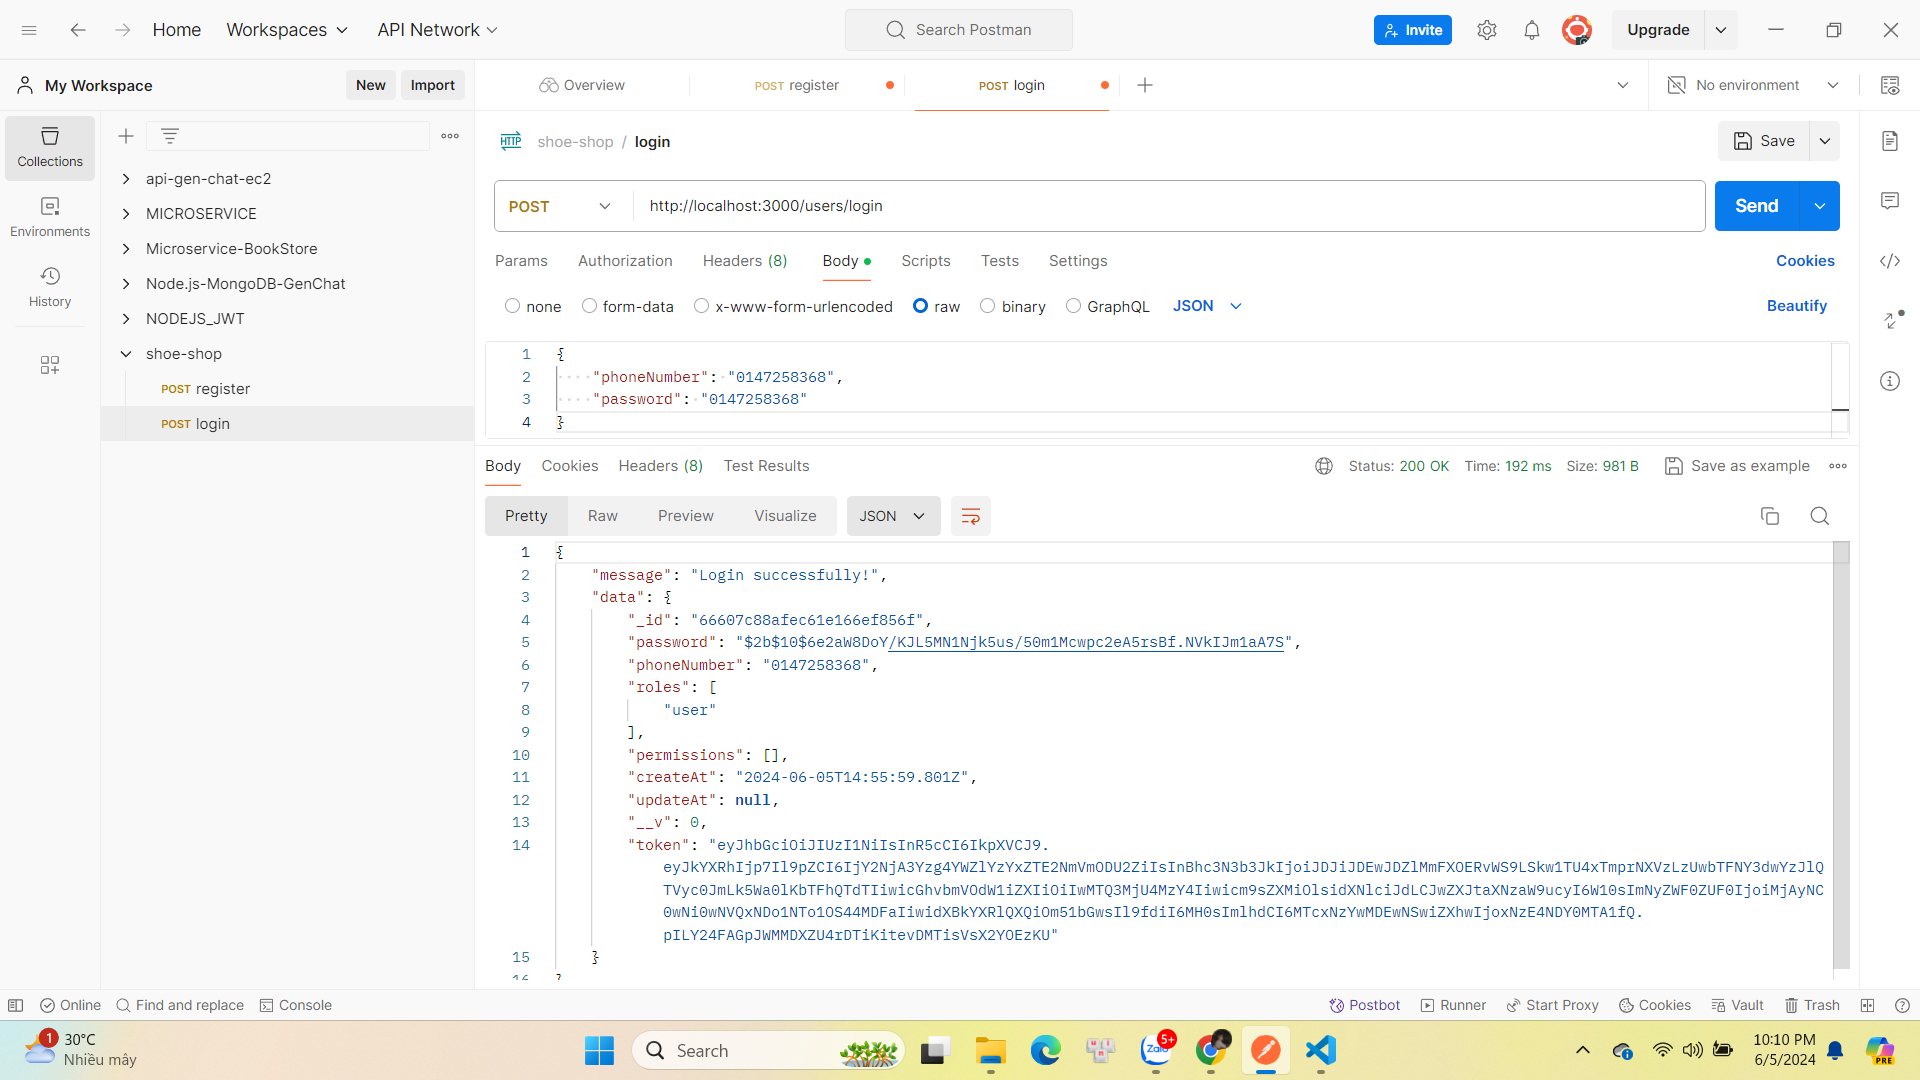 Home
Workspaces
API Network
Search Postman
Invite
Upgrade
My Workspace
New
Import
Overview
POST register
POST login
No environment
Collections
Environments
History
api-gen-chat-ec2
MICROSERVICE
Microservice-BookStore
Node.js-MongoDB-GenChat
NODEJS_JWT
shoe-shop
POST register
POST login
HTTP
shoe-shop / login
Save
POST
http://localhost:3000/users/login
Send
Params
Authorization
Headers (8)
Body
Scripts
Tests
Settings
Cookies
none
form-data
x-www-form-urlencoded
raw
binary
GraphQL
JSON
Beautify
1 {
2 "phoneNumber": "0147258368",
3 "password": "0147258368"
4 }
Body
Cookies
Headers (8)
Test Results
Status: 200 OK
Time: 192 ms
Size: 981 B
Save as example
Pretty
Raw
Preview
Visualize
JSON
1 {
2 "message": "Login successfully!",
3 "data": {
4 "_id": "66607c88afec61e166ef856f",
5 "password": "$2b$10$6e2aW8DoY/KJL5MN1Njk5us/50m1Mcwpc2eA5rsBf.NVkIJm1aA7S",
6 "phoneNumber": "0147258368",
7 "roles": [
8 "user"
9 ],
10 "permissions": [],
11 "createAt": "2024-06-05T14:55:59.801Z",
12 "updateAt": null,
13 "__v": 0,
14 "token": "eyJhbGciOiJIUzI1NiIsInR5cCI6IkpXVCJ9.
eyJkYXRhIjp7Il9pZCI6IjY2NjA3Yzg4YWZlYzYxZTE2NmVmODU2ZiIsInBhc3N3b3JkIjoiJDJiJDEwJDZlMmFXOERvWS9LSkw1TU4xTmprNXVzLzUwbTFNY3dwYzJlQ
TVyc0JmLk5Wa0lKbTFhQTdTIiwicGhvbmVOdW1iZXIiOiIwMTQ3MjU4MzY4Iiwicm9sZXMiOlsidXNlciJdLCJwZXJtaXNzaW9ucyI6W10sImNyZWF0ZUF0IjoiMjAyNC
0wNi0wNVQxNDo1NTo1OS44MDFaIiwidXBkYXRlQXQiOm51bGwsIl9fdiI6MH0sImlhdCI6MTcxNzYwMDEwNSwiZXhwIjoxNzE4NDY0MTA1fQ.
pILY24FAGpJWMMDXZU4rDTiKitevDMTisVsX2YOEzKU"
15 }
Online
Find and replace
Console
Postbot
Runner
Start Proxy
Cookies
Vault
Trash
1
30°C
Nhiều mây
Search
Zalo
5+
10:10 PM
6/5/2024
PRE